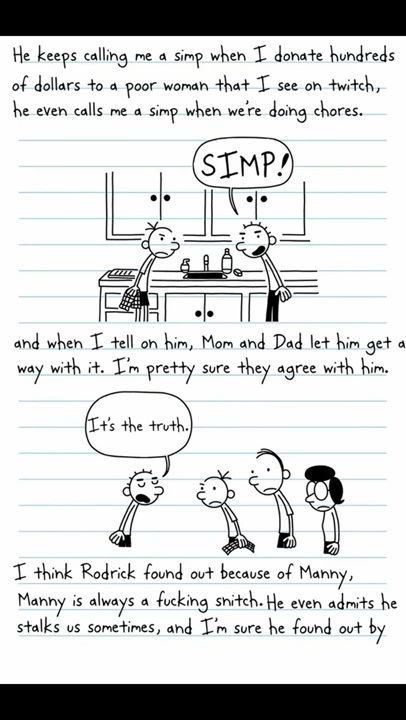 He keeps calling me a simp when I donate hundreds
of dollars to a poor woman that I see on twitch,
he even calls me a simp when we're doing chores.
SIMP!
and when I tell on him, Mom and Dad let him get a
way with it. I'm pretty sure they agree with him.
It's the truth.
I think Rodrick found out because of Manny,
Manny is always a fucking snitch. He even admits he
stalks us sometimes, and I'm sure he found out by